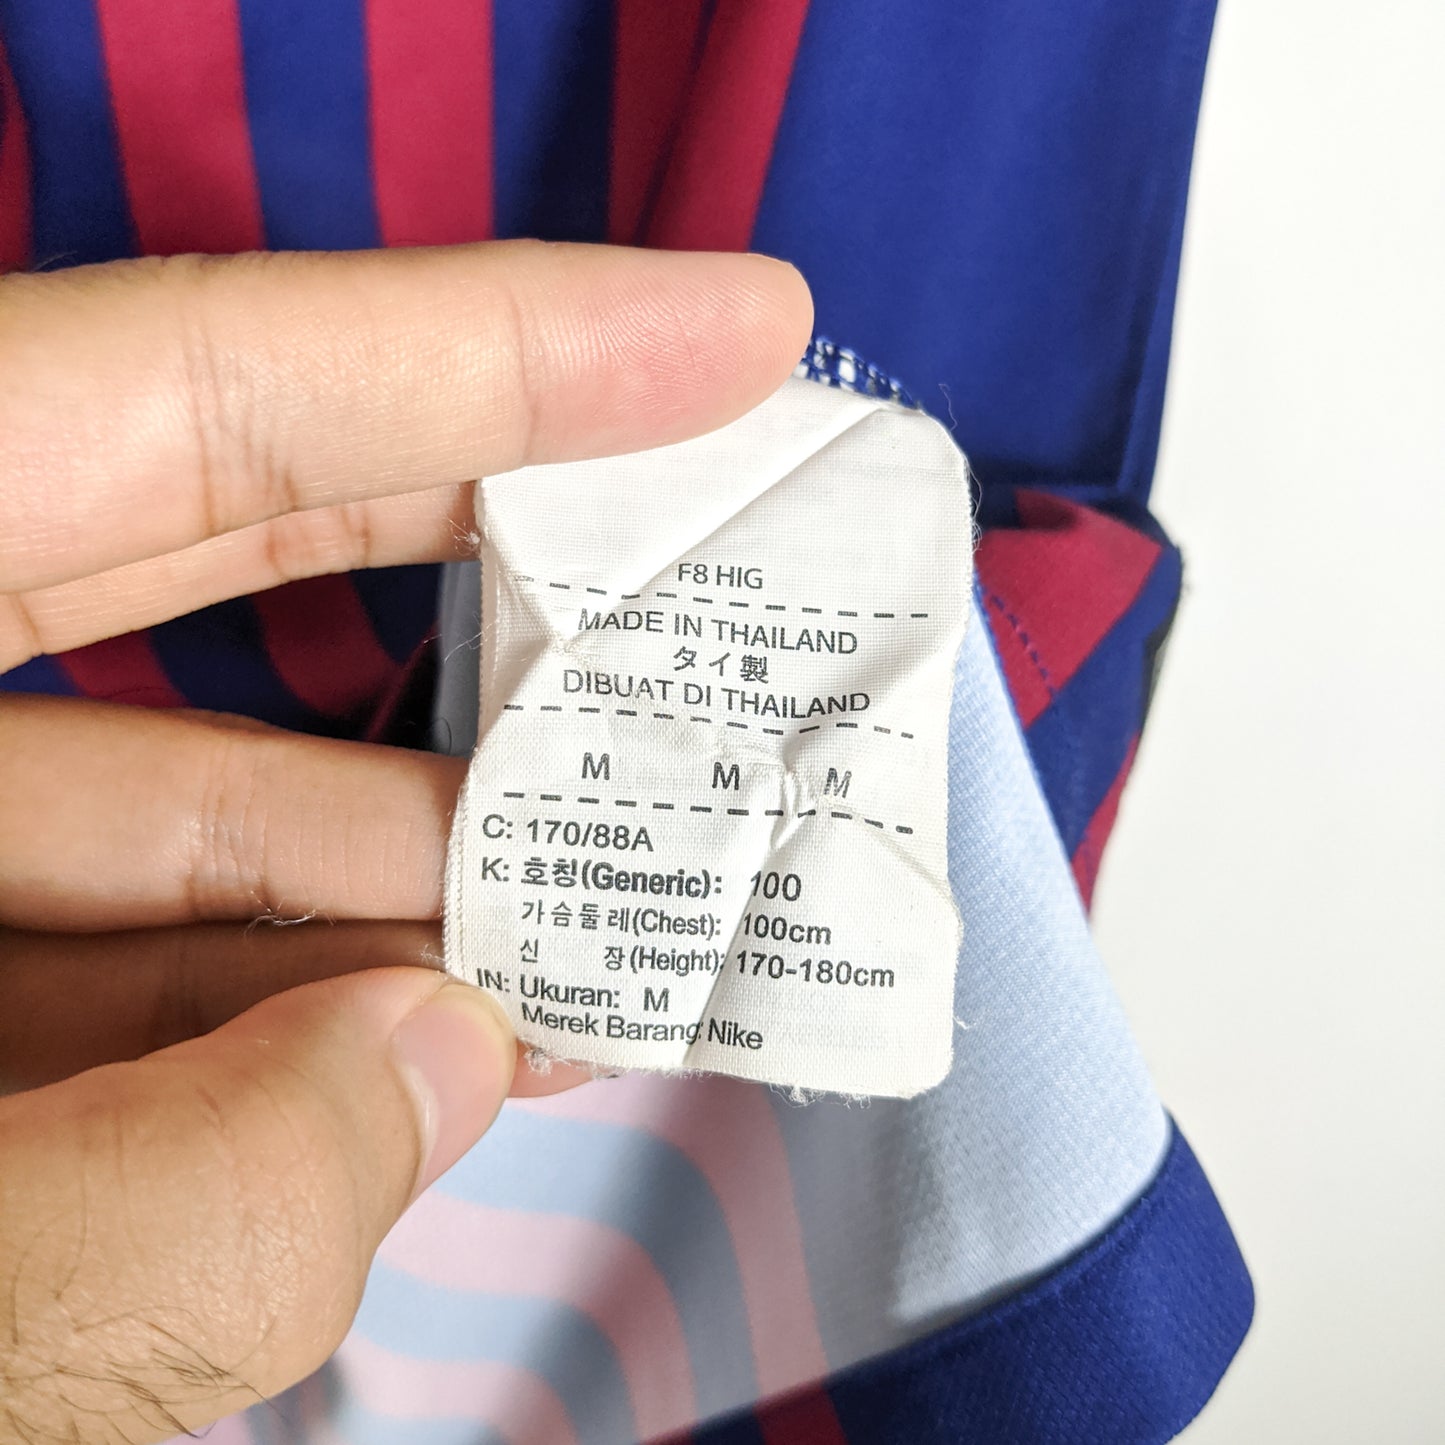 F8 HIG
MADE IN THAILAND
タイ製
DIBUAT DI THAILAND
M M M
C: 170/88A
K: 호칭(Generic): 100
가슴둘레(Chest): 100cm
신 장(Height): 170-180cm
IN: Ukuran: M
Merek Barang: Nike